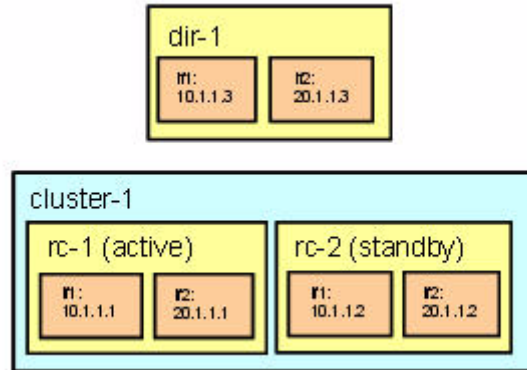 dir-1
If1:
10.1.1.3
If2:
20.1.1.3
cluster-1
rc-1 (active)
If1:
10.1.1.1
If2:
20.1.1.1
rc-2 (standby)
If1:
10.1.1.2
If2:
20.1.1.2